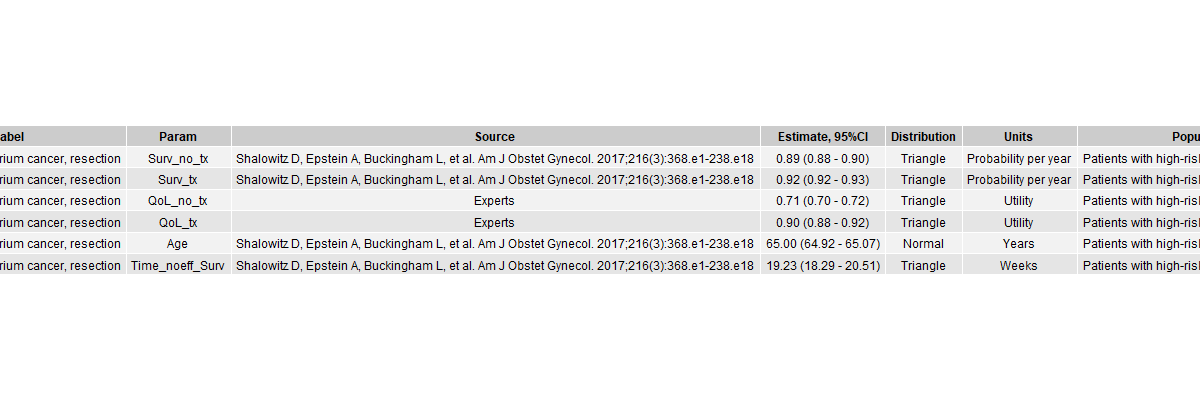 abel Param Source Estimate, 95%CI Distribution Units Popu
rium cancer, resection Surv_no_tx Shalowitz D, Epstein A, Buckingham L, et al. Am J Obstet Gynecol. 2017;216(3):368.e1-238.e18 0.89 (0.88 - 0.90) Triangle Probability per year Patients with high-risl
rium cancer, resection Surv_tx Shalowitz D, Epstein A, Buckingham L, et al. Am J Obstet Gynecol. 2017;216(3):368.e1-238.e18 0.92 (0.92 - 0.93) Triangle Probability per year Patients with high-risl
rium cancer, resection QoL_no_tx Experts 0.71 (0.70 - 0.72) Triangle Utility Patients with high-risl
rium cancer, resection QoL_tx Experts 0.90 (0.88 - 0.92) Triangle Utility Patients with high-risl
rium cancer, resection Age Shalowitz D, Epstein A, Buckingham L, et al. Am J Obstet Gynecol. 2017;216(3):368.e1-238.e18 65.00 (64.92 - 65.07) Normal Years Patients with high-risl
rium cancer, resection Time_noeff_Surv Shalowitz D, Epstein A, Buckingham L, et al. Am J Obstet Gynecol. 2017;216(3):368.e1-238.e18 19.23 (18.29 - 20.51) Triangle Weeks Patients with high-risl